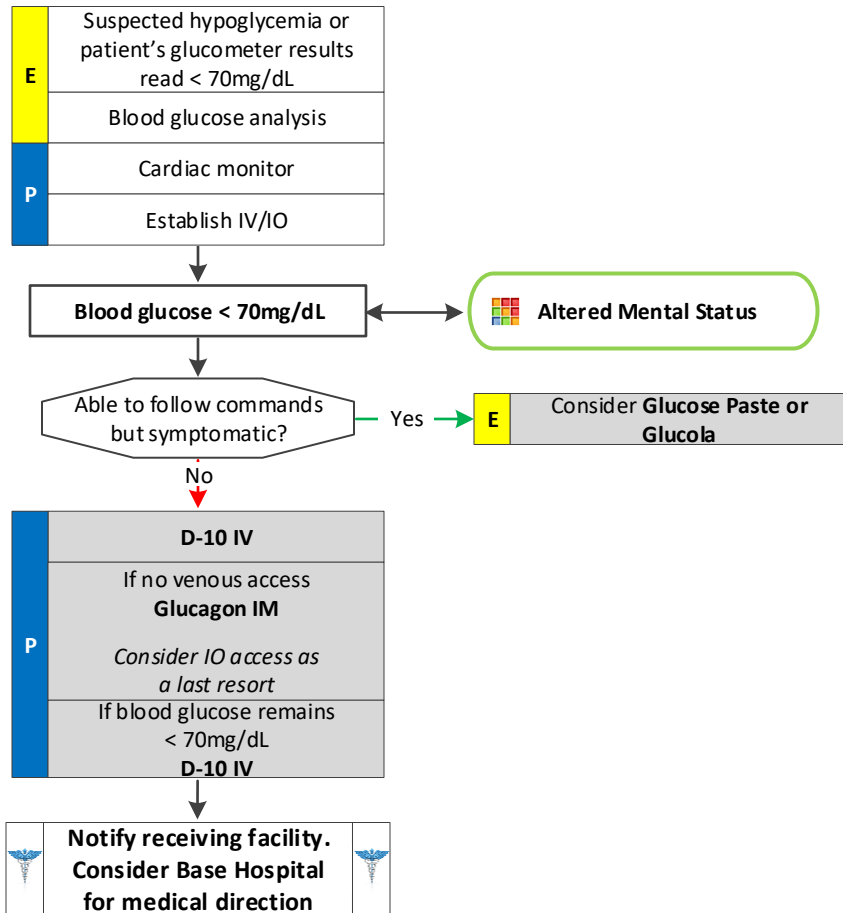 E
Suspected hypoglycemia or
patient's glucometer results
read < 70mg/dL
Blood glucose analysis
P
Cardiac monitor
Establish IV/IO
Blood glucose < 70mg/dL
Altered Mental Status
Able to follow commands
but symptomatic?
Yes
E
Consider Glucose Paste or
Glucola
No
P
D-10 IV
If no venous access
Glucagon IM
Consider IO access as
a last resort
If blood glucose remains
< 70mg/dL
D-10 IV
Notify receiving facility.
Consider Base Hospital
for medical direction